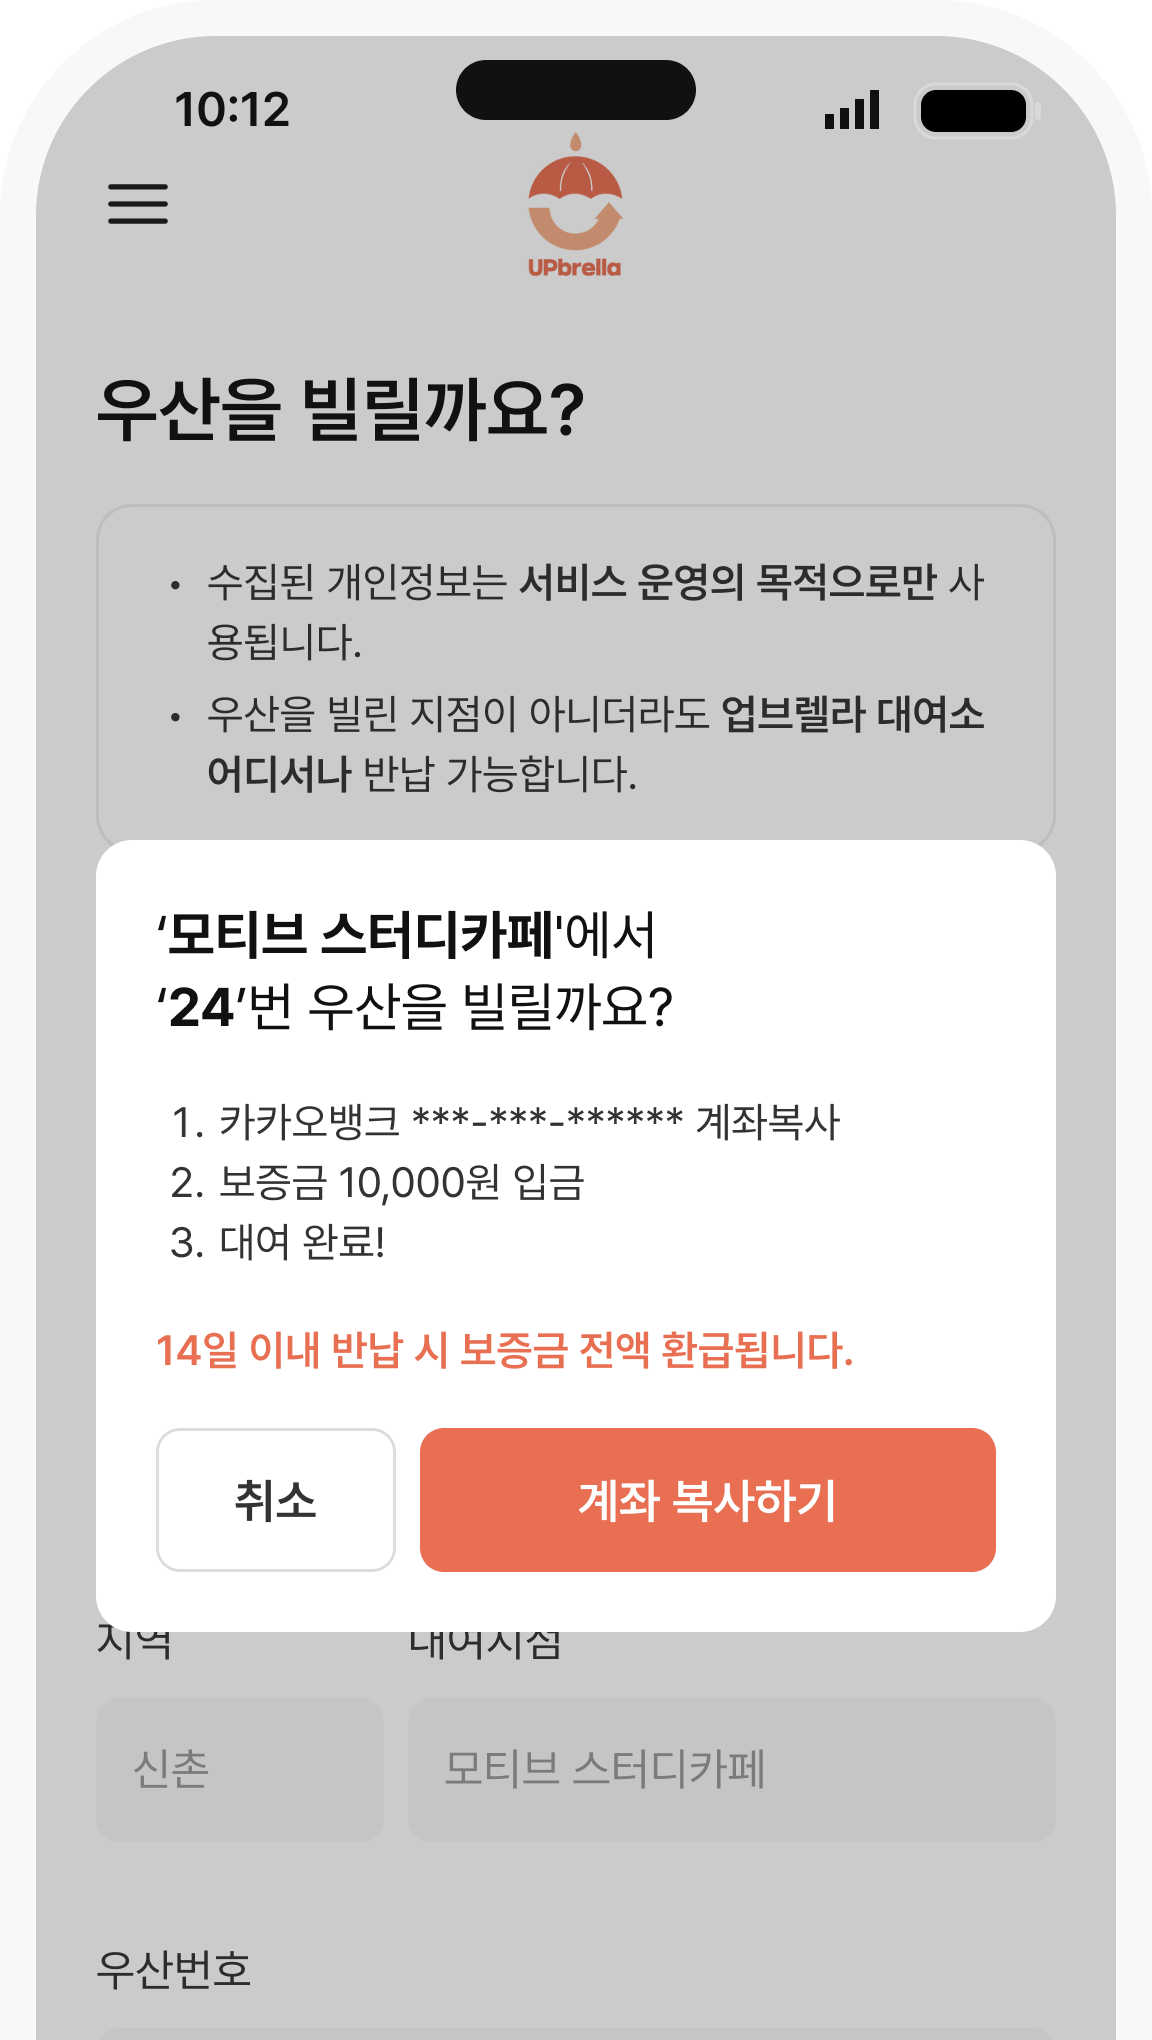 10:12
UPbrella
우산을 빌릴까요?
• 수집된 개인정보는 서비스 운영의 목적으로만 사
용됩니다.
• 우산을 빌린 지점이 아니더라도 업브렐라 대여소
어디서나 반납 가능합니다.
‘모티브 스터디카페'에서
‘24’번 우산을 빌릴까요?
1. 카카오뱅크 ***-***-****** 계좌복사
2. 보증금 10,000원 입금
3. 대여 완료!
14일 이내 반납 시 보증금 전액 환급됩니다.
취소 계좌 복사하기
지역 대여지점
신촌 모티브 스터디카페
우산번호